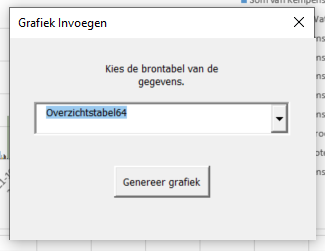 Som van Kempens
Grafiek Invoegen
Kies de brontabel van de
gegevens.
Overzichtstabel64
Genereer grafiek